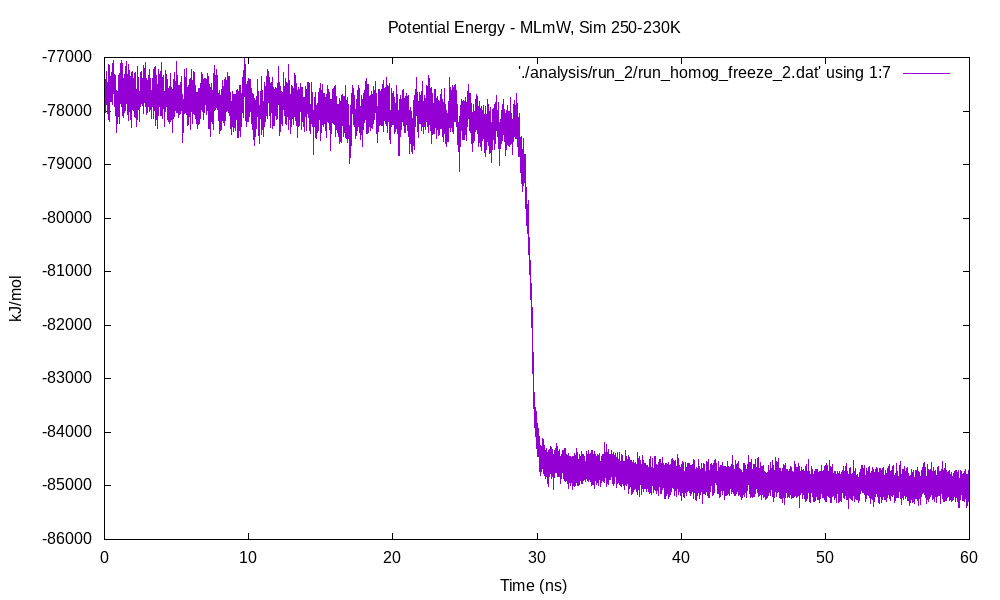 Potential Energy - MLmW, Sim 250-230K
'./analysis/run_2/run_homog_freeze_2.dat' using 1:7
-77000
-78000
-79000
-80000
-81000
-82000
-83000
-84000
-85000
-86000
kJ/mol
0 10 20 30 40 50 60
Time (ns)